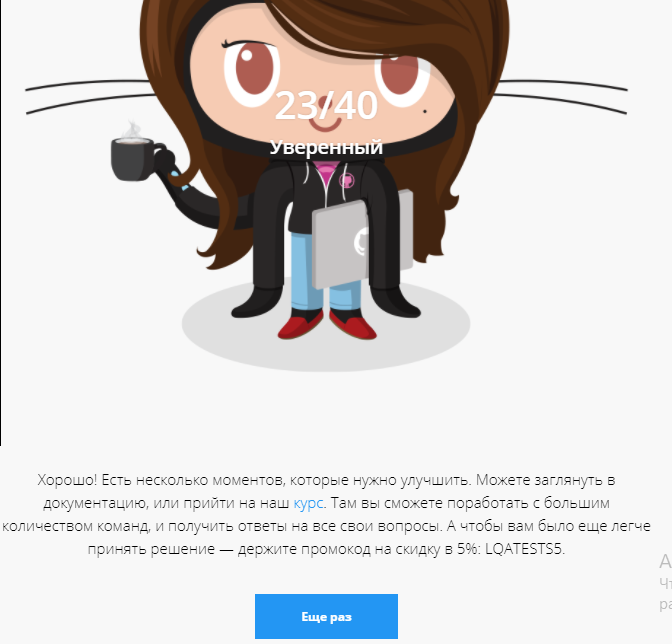 23/40
Уверенный
Хорошо! Есть несколько моментов, которые нужно улучшить. Можете заглянуть в
документацию, или прийти на наш курс. Там вы сможете поработать с большим
количеством команд, и получить ответы на все свои вопросы. А чтобы вам было еще легче
принять решение — держите промокод на скидку в 5%: LQATESTS5.
Еще раз